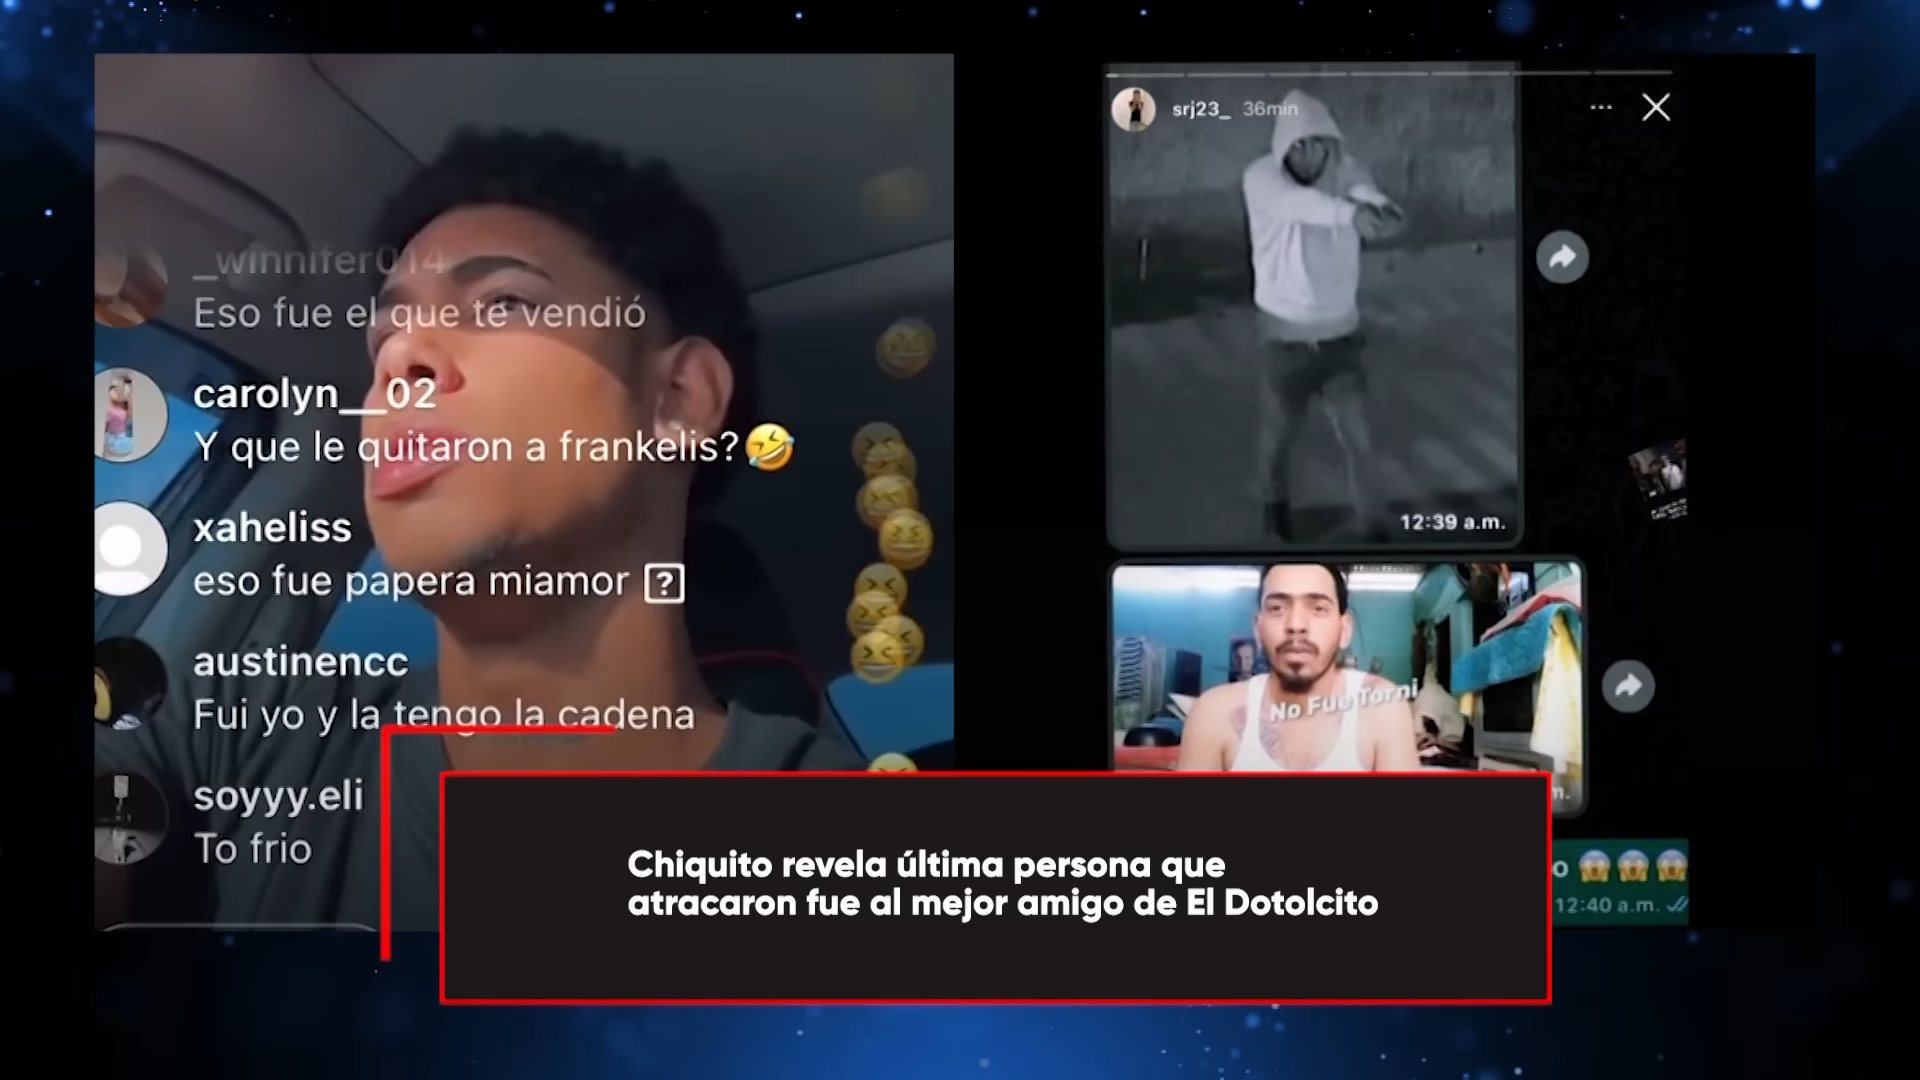 _winnifer014
Eso fue el que te vendió
carolyn__02
Y que le quitaron a frankelis?🤣
xaheliss
eso fue papera miamor ?
austinencc
Fui yo y la tengo la cadena
soyyy.eli
To frio
srj23_ 36min
12:39 a.m.
No Fue Torni
m.
o 😱😱😱
12:40 a.m.
Chiquito revela última persona que
atracaron fue al mejor amigo de El Dotolcito